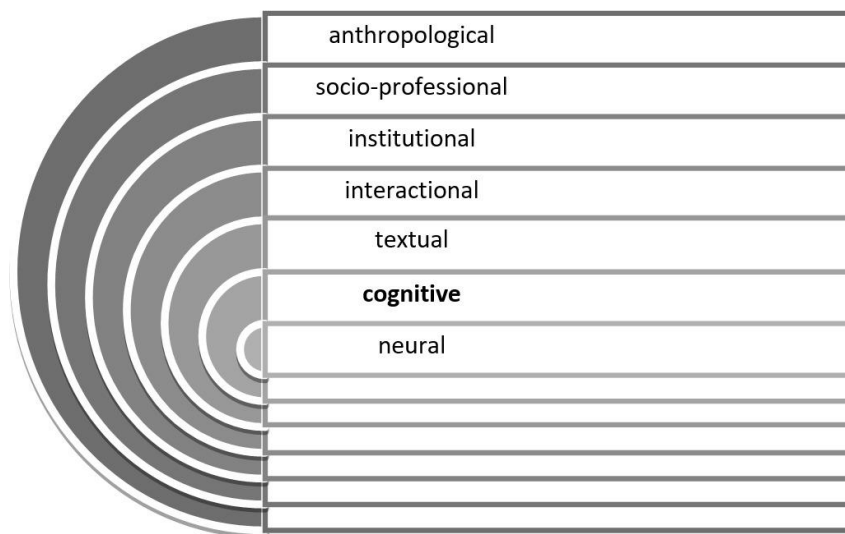 anthropological
socio-professional
institutional
interactional
textual
cognitive
neural